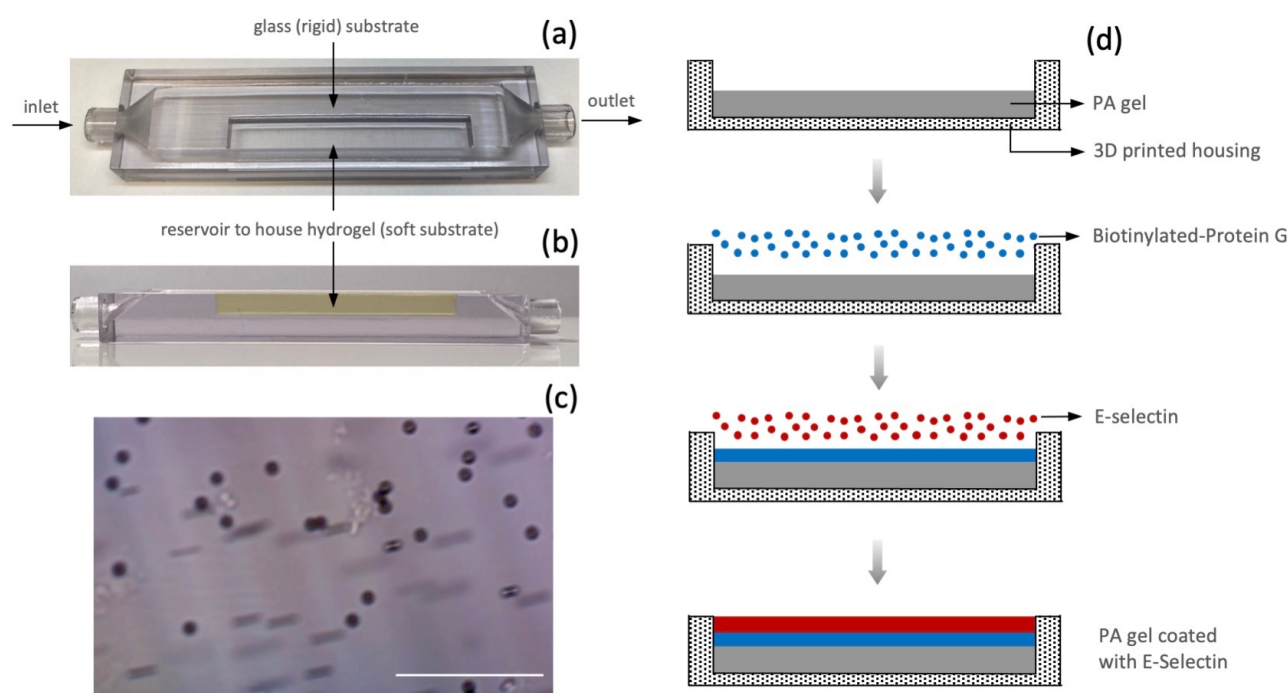 glass (rigid) substrate
(a)
inlet
outlet
reservoir to house hydrogel (soft substrate)
(b)
(c)
(d)
PA gel
3D printed housing
Biotinylated-Protein G
E-selectin
PA gel coated
with E-Selectin